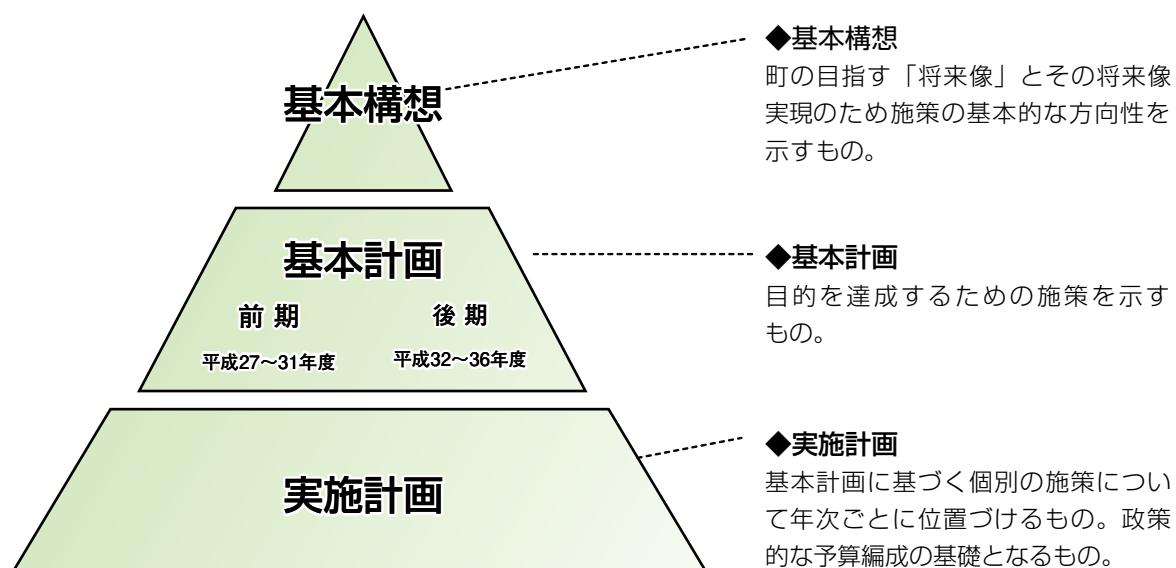 基本構想
◆基本構想
町の目指す「将来像」とその将来像
実現のため施策の基本的な方向性を
示すもの。
基本計画
前 期
後 期
平成27〜31年度
平成32〜36年度
◆基本計画
目的を達成するための施策を示す
もの。
実施計画
◆実施計画
基本計画に基づく個別の施策につい
て年次ごとに位置づけるもの。政策
的な予算編成の基礎となるもの。